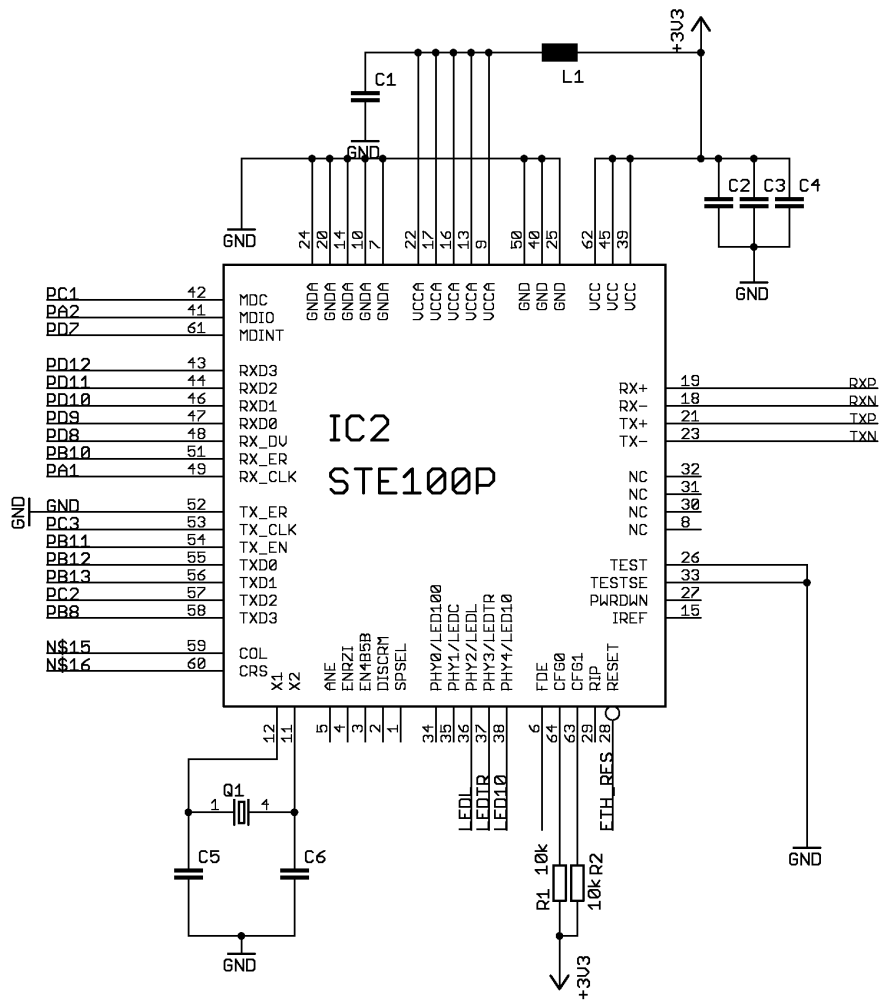 +3V3
C1
L1
GND
C2 C3 C4
GND
GND
24 20 14 10 7 22 17 16 13 9 50 40 25 62 45 39
GNDA GNDA GNDA GNDA GNDA VCCA VCCA VCCA VCCA VCCA GND GND GND VCC VCC VCC
PC1 42 MDC
PA2 41 MDIO
PD7 61 MDINT
PD12 43 RXD3
PD11 44 RXD2
PD10 46 RXD1
PD9 47 RXD0
PD8 48 RX_DV
PB10 51 RX_ER
PA1 49 RX_CLK
GND GND 52 TX_ER
PC3 53 TX_CLK
PB11 54 TX_EN
PB12 55 TXD0
PB13 56 TXD1
PC2 57 TXD2
PB8 58 TXD3
N$15 59 COL
N$16 60 CRS
IC2
STE100P
RX+ 19 RXP
RX- 18 RXN
TX+ 21 TXP
TX- 23 TXN
NC 32
NC 31
NC 30
NC 8
TEST 26
TESTSE 33
PWRDWN 27
IREF 15
X1 X2 ANE ENRZI EN4B5B DISCRM SPSEL PHY0/LED100 PHY1/LEDC PHY2/LEDL PHY3/LEDTR PHY4/LED10 FDE CFG0 CFG1 RIP RESET
12 11 5 4 3 2 1 34 35 36 37 38 6 64 63 29 28
LEDL LEDTR LED10 ETH_RES
Q1
1 4
C5 C6
GND
R1 10k
10k R2
+3V3
GND